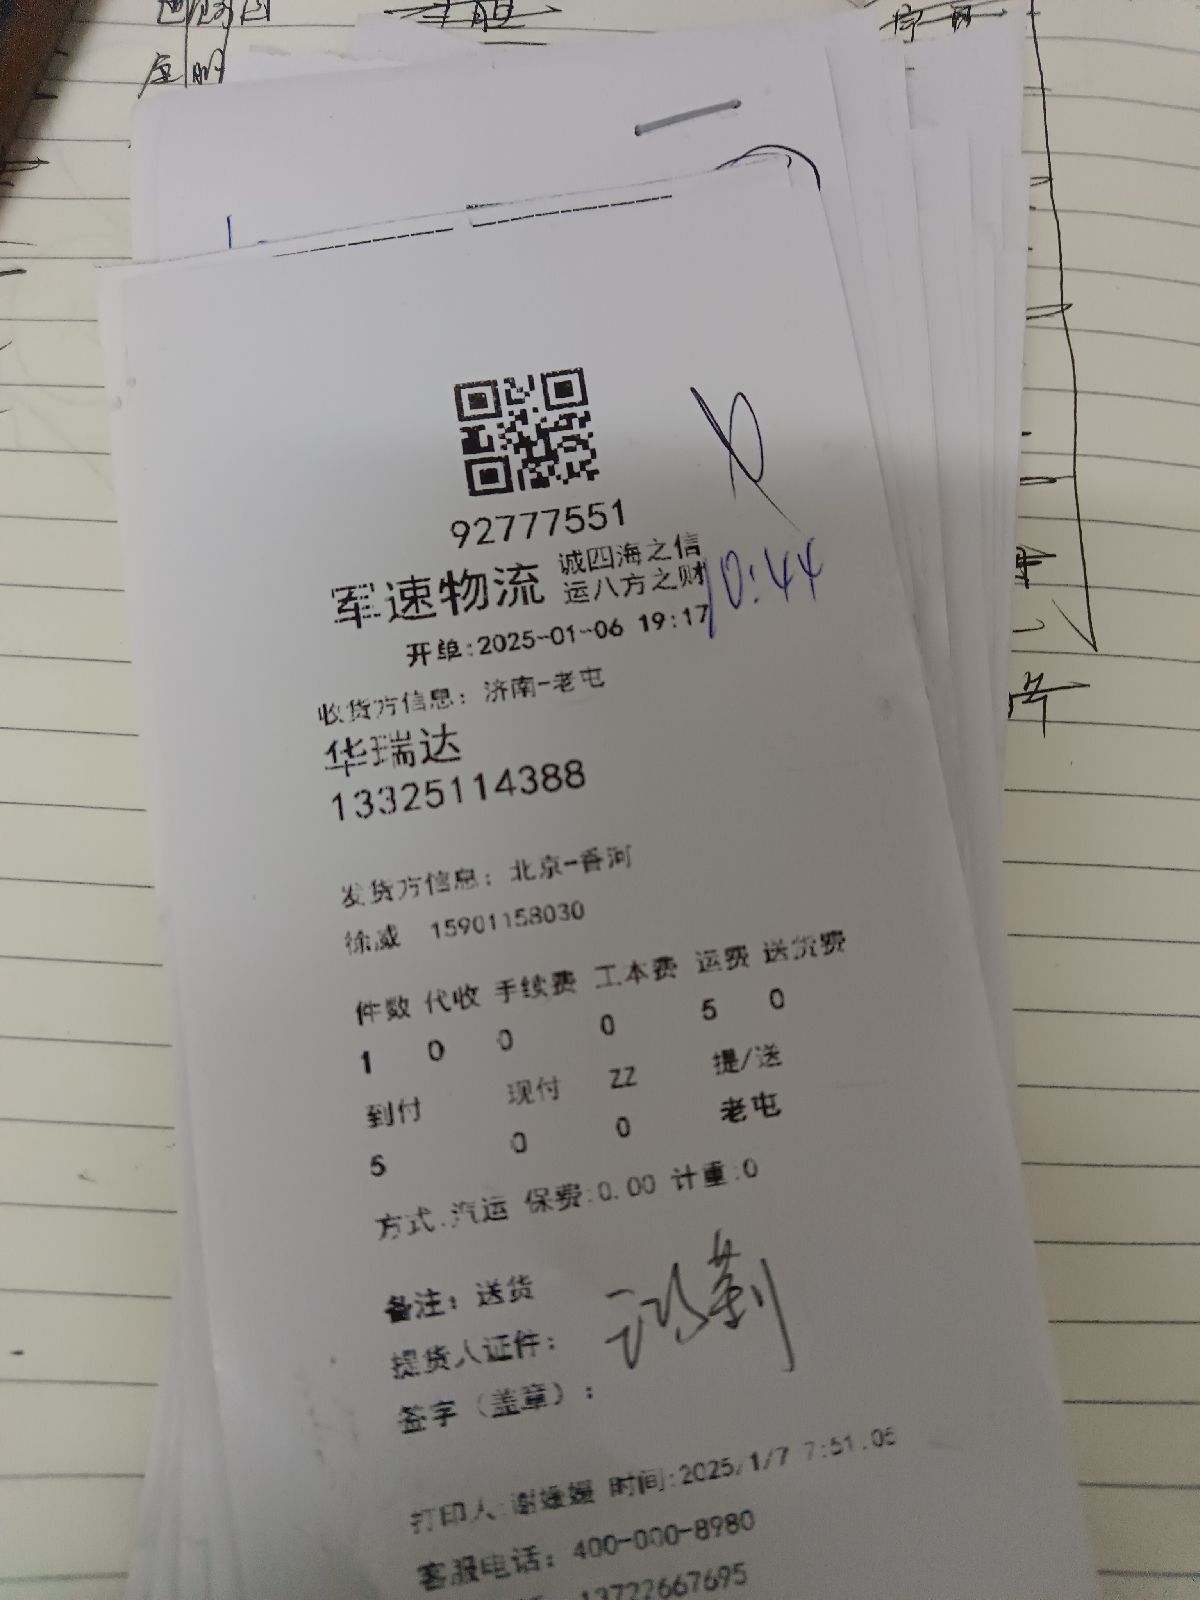 92777551
军速物流 诚四海之信
运八方之财
10:44
开单:2025-01-06 19:17
收货方信息: 济南-老屯
华瑞达
13325114388
发货方信息: 北京-香河
徐威 15901158030
件数 代收 手续费 工本费 运费 送货费
1 0 0 0 5 0
到付 现付 ZZ 提/送
5 0 0 老屯
方式:汽运 保费:0.00 计重:0
备注: 送货
提货人证件:
签字（盖章）:
打印人:谢媛媛 时间:2025/1/7 7:51:05
客服电话: 400-000-8980
13722667695